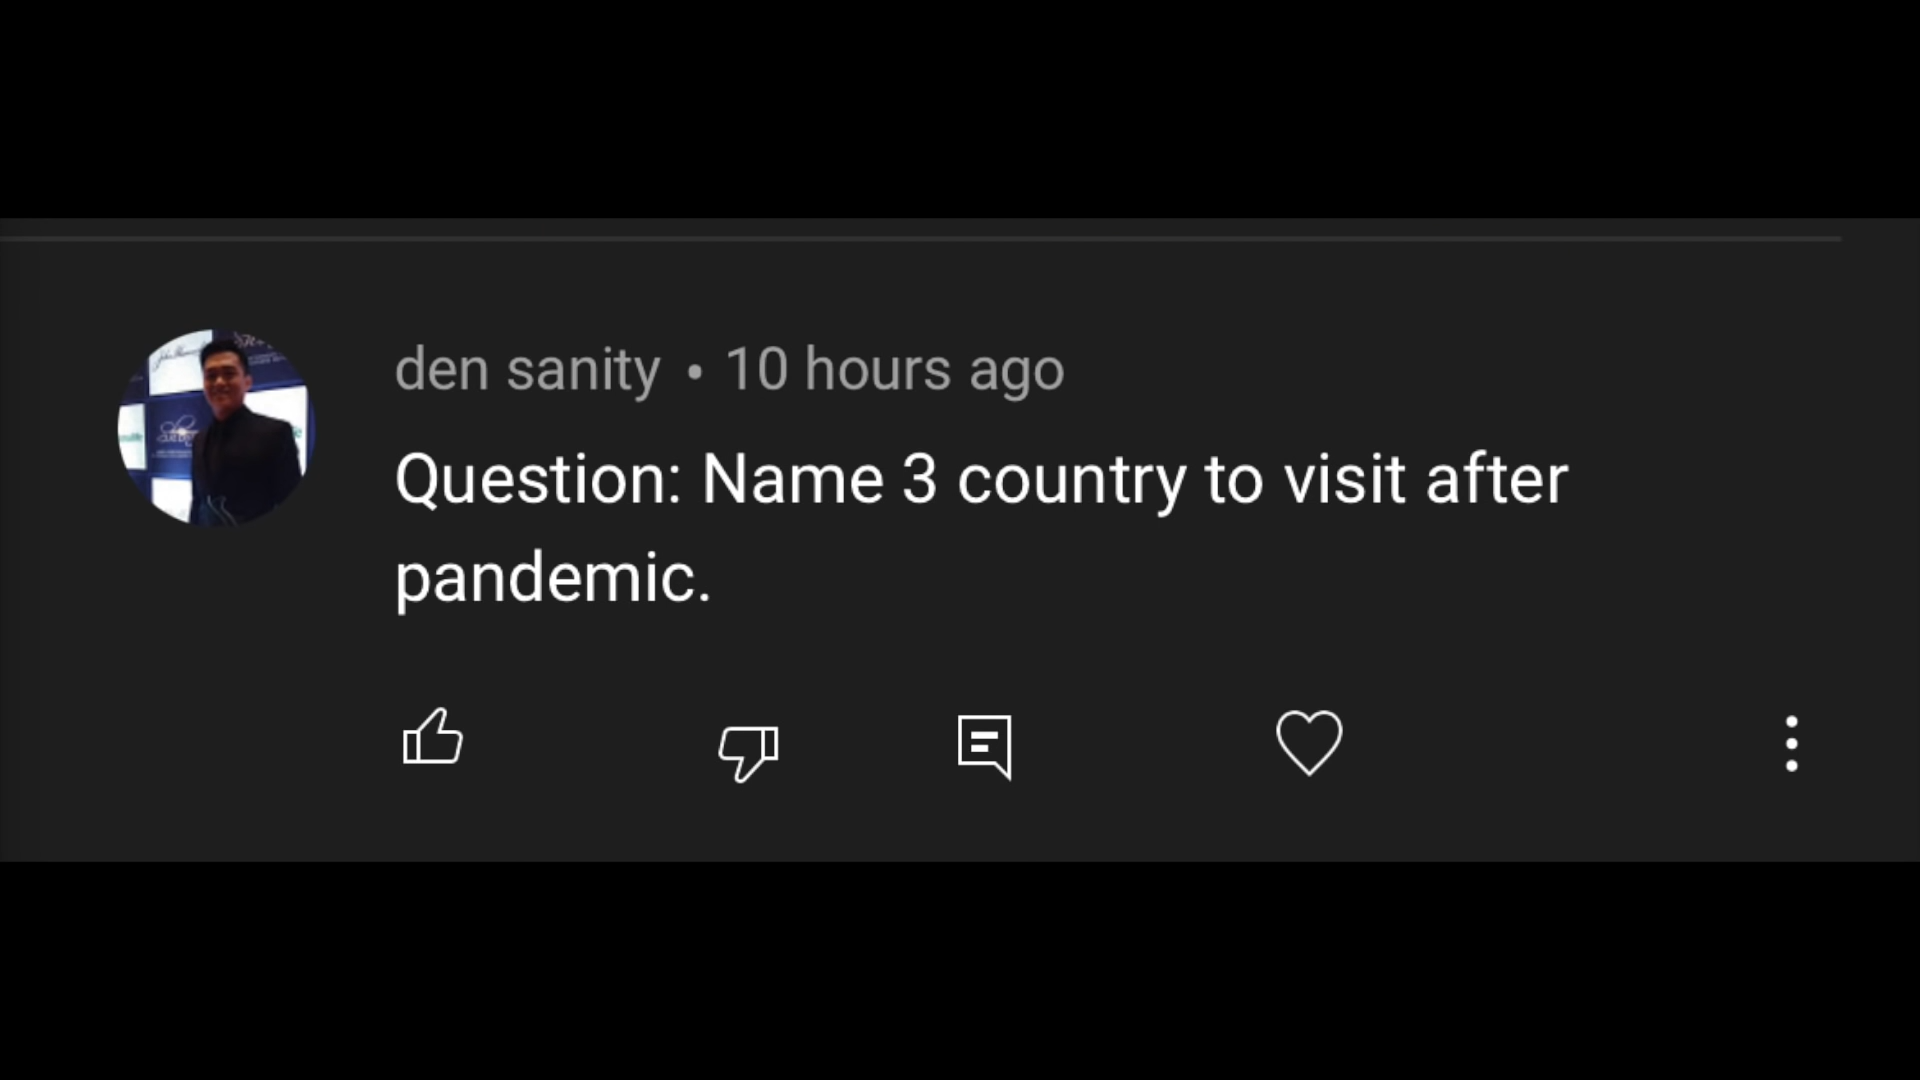 den sanity • 10 hours ago
Question: Name 3 country to visit after
pandemic.